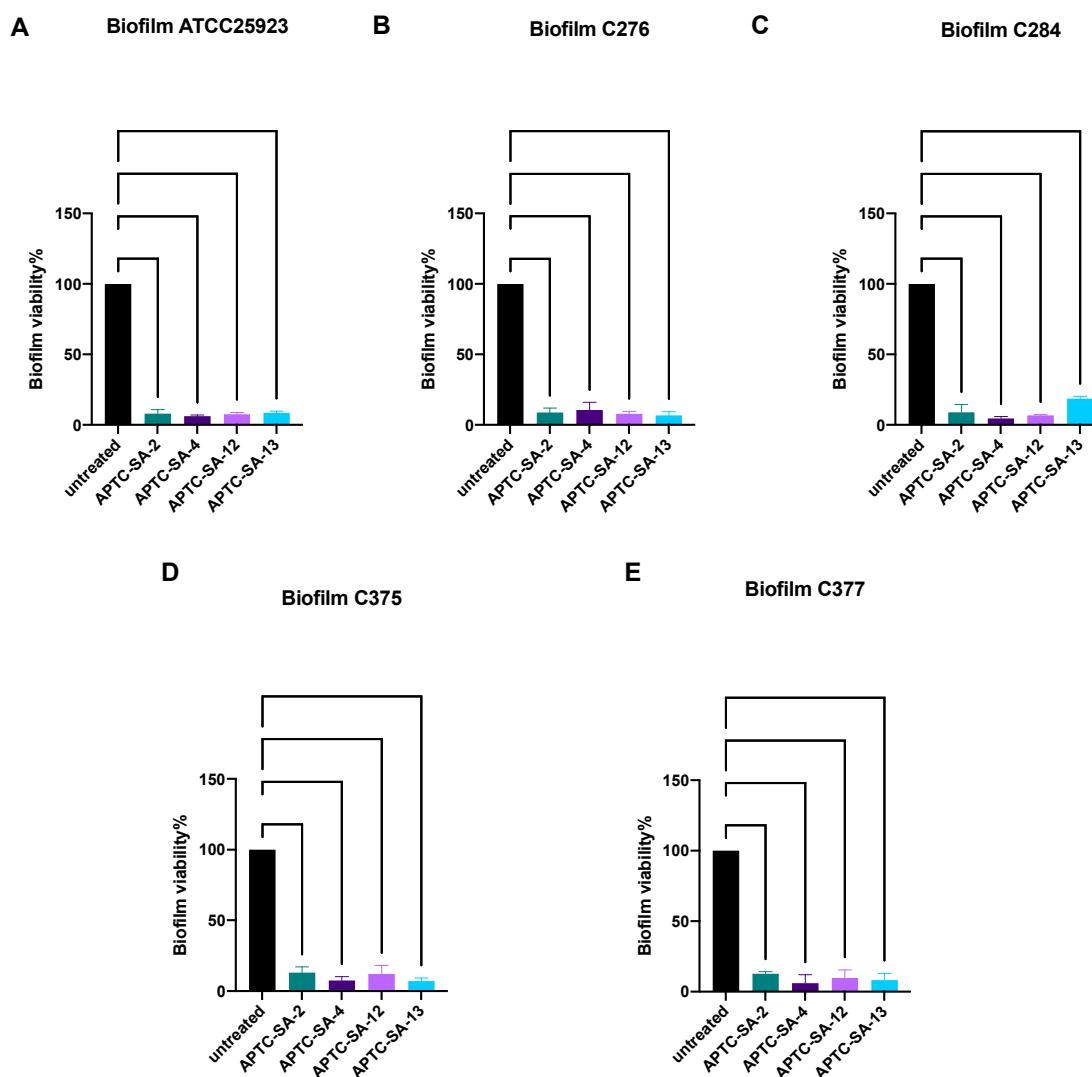 A
Biofilm ATCC25923
Biofilm viability%
150
100
50
0
untreated
APTC-SA-2
APTC-SA-4
APTC-SA-12
APTC-SA-13
B
Biofilm C276
Biofilm viability%
150
100
50
0
untreated
APTC-SA-2
APTC-SA-4
APTC-SA-12
APTC-SA-13
C
Biofilm C284
Biofilm viability%
150
100
50
0
untreated
APTC-SA-2
APTC-SA-4
APTC-SA-12
APTC-SA-13
D
Biofilm C375
Biofilm viability%
150
100
50
0
untreated
APTC-SA-2
APTC-SA-4
APTC-SA-12
APTC-SA-13
E
Biofilm C377
Biofilm viability%
150
100
50
0
untreated
APTC-SA-2
APTC-SA-4
APTC-SA-12
APTC-SA-13